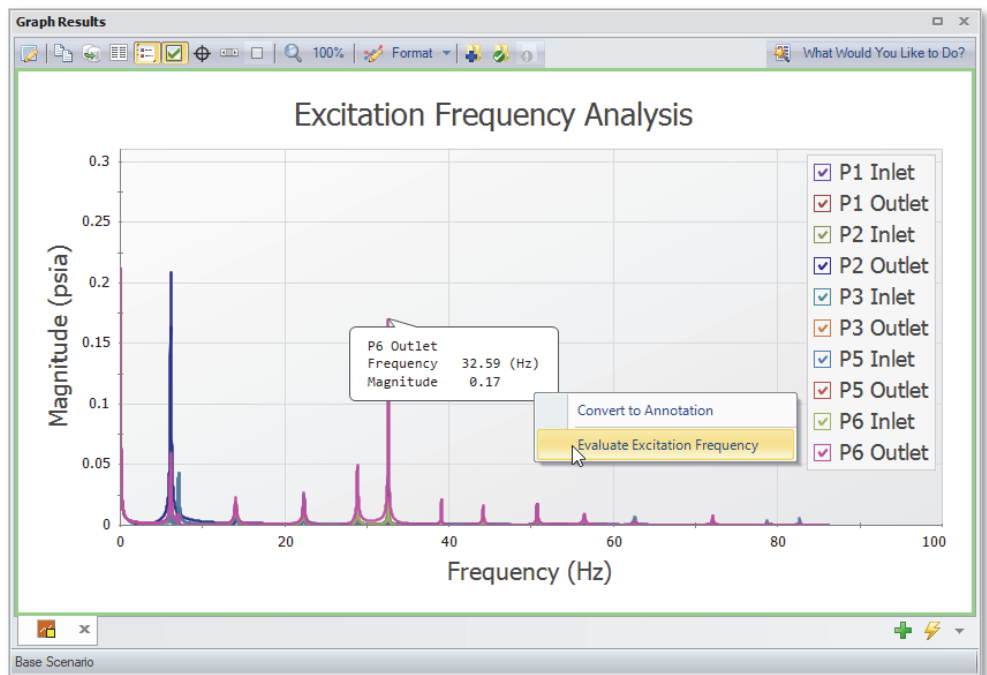 Graph Results
100%
Format
What Would You Like to Do?
Excitation Frequency Analysis
Magnitude (psia)
0.3
0.25
0.2
0.15
0.1
0.05
0
P6 Outlet
Frequency 32.59 (Hz)
Magnitude 0.17
Convert to Annotation
Evaluate Excitation Frequency
P1 Inlet
P1 Outlet
P2 Inlet
P2 Outlet
P3 Inlet
P3 Outlet
P5 Inlet
P5 Outlet
P6 Inlet
P6 Outlet
0 20 40 60 80 100
Frequency (Hz)
Base Scenario